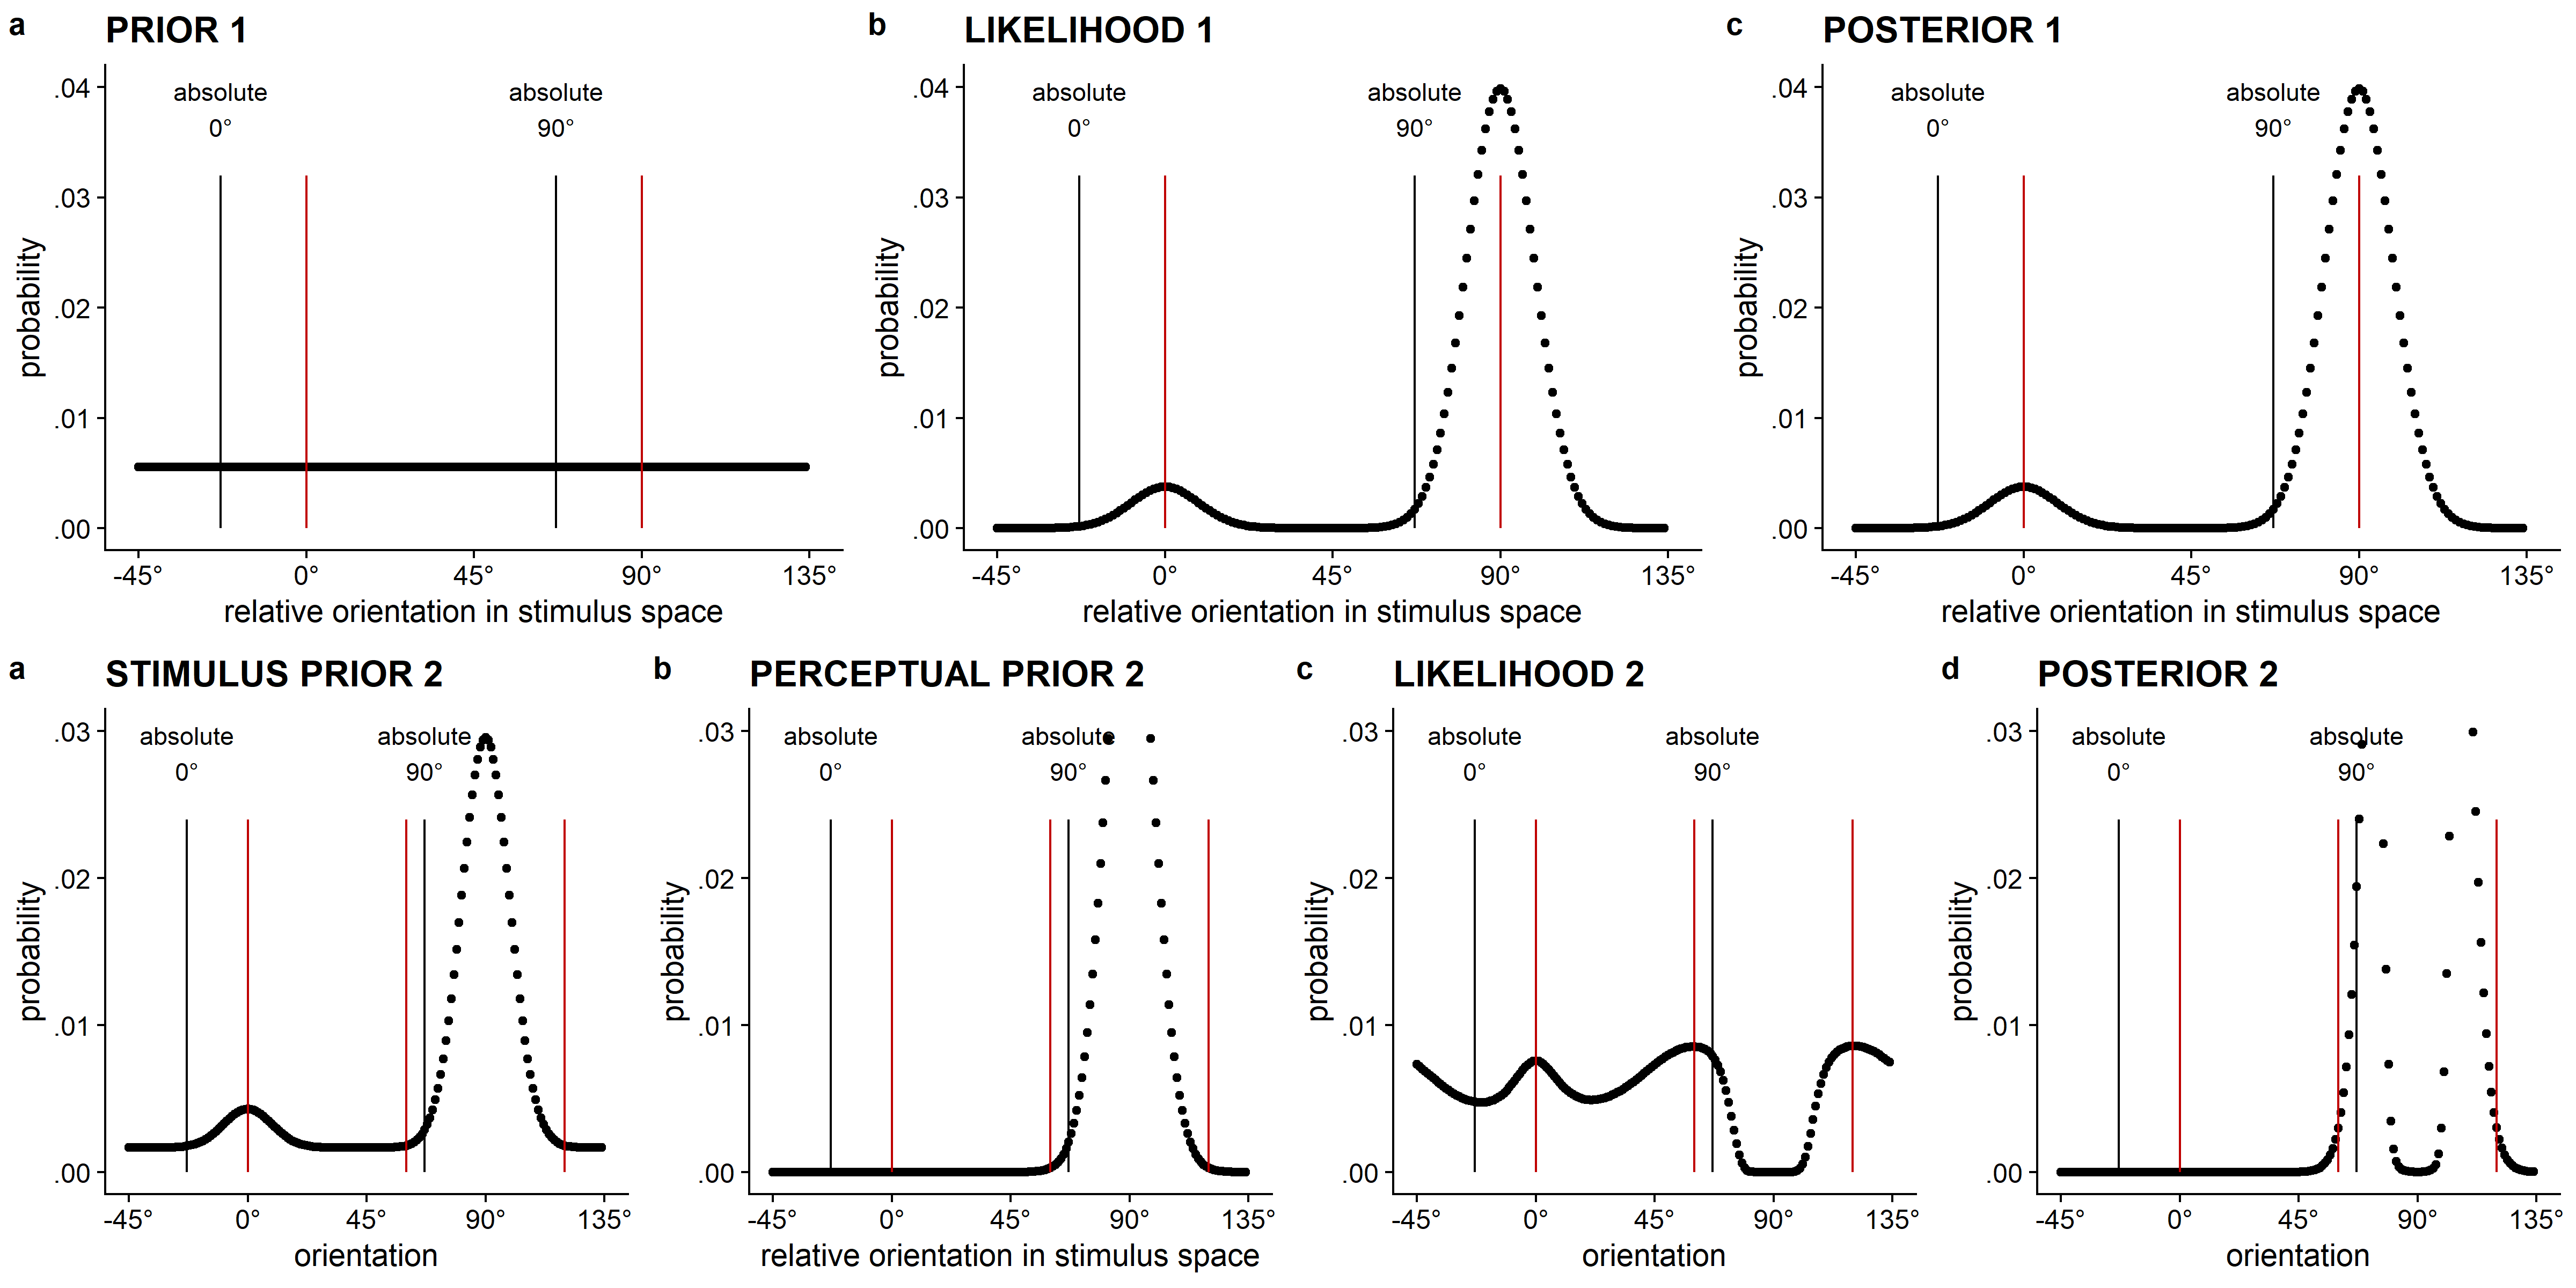 a PRIOR 1
absolute 0°
absolute 90°
.04
.03
.02
.01
.00
probability
-45° 0° 45° 90° 135°
relative orientation in stimulus space
b LIKELIHOOD 1
absolute 0°
absolute 90°
.04
.03
.02
.01
.00
probability
-45° 0° 45° 90° 135°
relative orientation in stimulus space
c POSTERIOR 1
absolute 0°
absolute 90°
.04
.03
.02
.01
.00
probability
-45° 0° 45° 90° 135°
relative orientation in stimulus space
a STIMULUS PRIOR 2
absolute 0°
absolute 90°
.03
.02
.01
.00
probability
-45° 0° 45° 90° 135°
orientation
b PERCEPTUAL PRIOR 2
absolute 0°
absolute 90°
.03
.02
.01
.00
probability
-45° 0° 45° 90° 135°
relative orientation in stimulus space
c LIKELIHOOD 2
absolute 0°
absolute 90°
.03
.02
.01
.00
probability
-45° 0° 45° 90° 135°
orientation
d POSTERIOR 2
absolute 0°
absolute 90°
.03
.02
.01
.00
probability
-45° 0° 45° 90° 135°
orientation